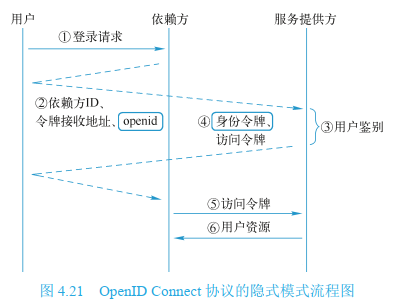 用户
依赖方
服务提供方
①登录请求
②依赖方ID、
令牌接收地址、openid
③用户鉴别
④身份令牌、
访问令牌
⑤访问令牌
⑥用户资源
图 4.21 OpenID Connect 协议的隐式模式流程图